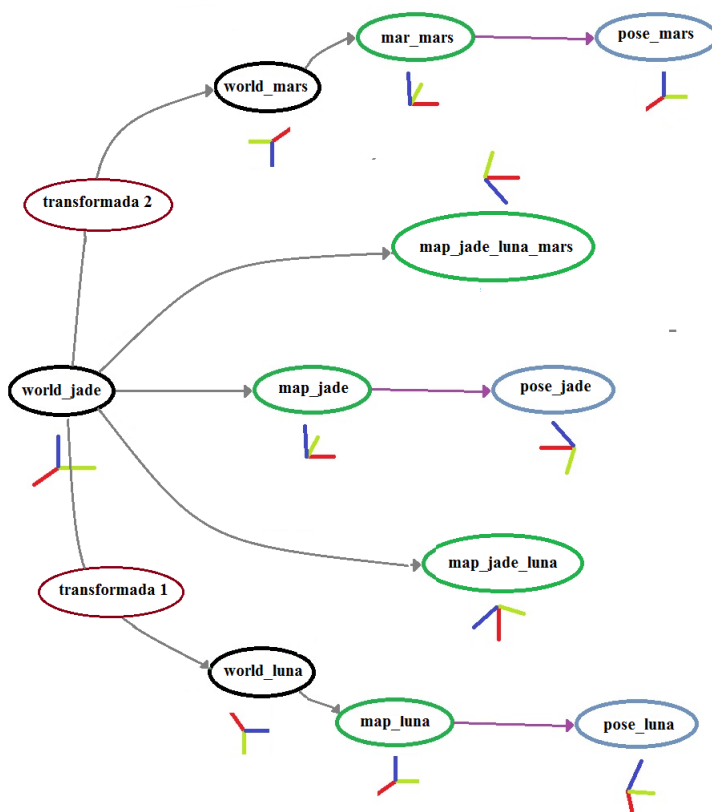 mar_mars
pose_mars
world_mars
transformada 2
map_jade_luna_mars
world_jade
map_jade
pose_jade
map_jade_luna
transformada 1
world_luna
map_luna
pose_luna